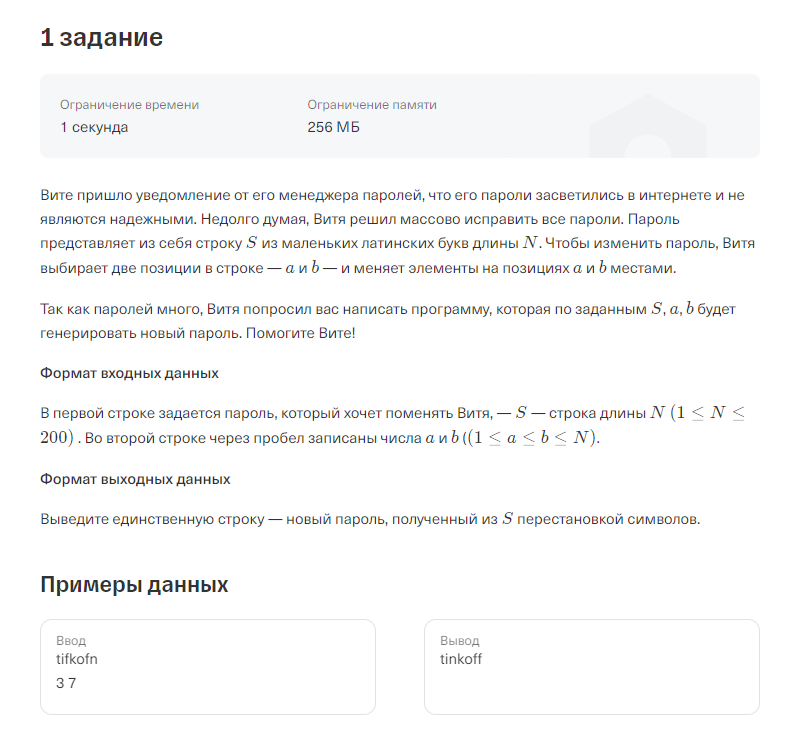 1 задание
Ограничение времени
Ограничение памяти
1 секунда
256 МБ
Вите пришло уведомление от его менеджера паролей, что его пароли засветились в интернете и не
являются надежными. Недолго думая, Витя решил массово исправить все пароли. Пароль
представляет из себя строку S из маленьких латинских букв длины N. Чтобы изменить пароль, Витя
выбирает две позиции в строке — a и b — и меняет элементы на позициях a и b местами.
Так как паролей много, Витя попросил вас написать программу, которая по заданным S, a, b будет
генерировать новый пароль. Помогите Вите!
Формат входных данных
В первой строке задается пароль, который хочет поменять Витя, — S — строка длины N (1 ≤ N ≤
200) . Во второй строке через пробел записаны числа a и b ((1 ≤ a ≤ b ≤ N).
Формат выходных данных
Выведите единственную строку — новый пароль, полученный из S перестановкой символов.
Примеры данных
Ввод
tifkofn
3 7
Вывод
tinkoff